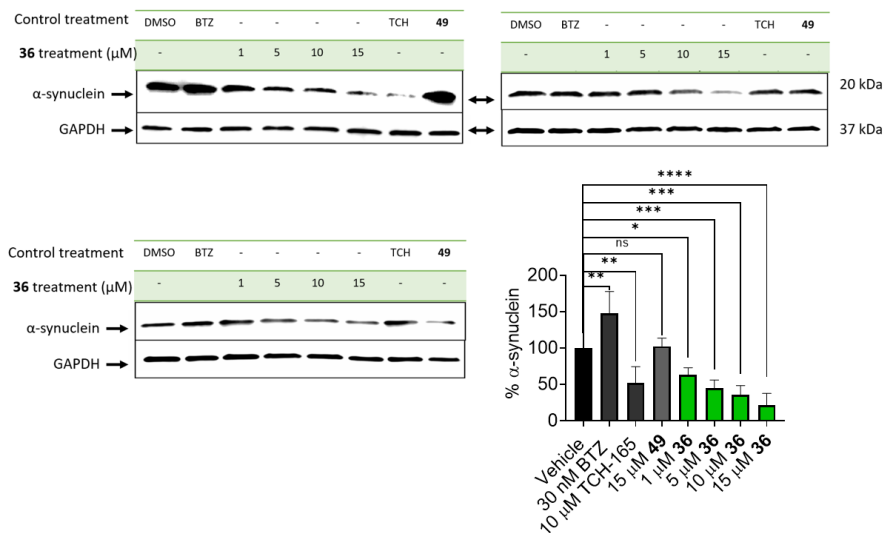 Control treatment DMSO BTZ - - - - TCH 49
36 treatment (μM) - 1 5 10 15 - -
α-synuclein
GAPDH
DMSO BTZ - - - - TCH 49
- - 1 5 10 15 - -
20 kDa
37 kDa
Control treatment DMSO BTZ - - - - TCH 49
36 treatment (μM) - 1 5 10 15 - -
α-synuclein
GAPDH
****
***
***
*
ns
**
**
% α-synuclein
200
150
100
50
0
Vehicle
30 nM BTZ
10 μM TCH-165
15 μM 49
1 μM 36
5 μM 36
10 μM 36
15 μM 36